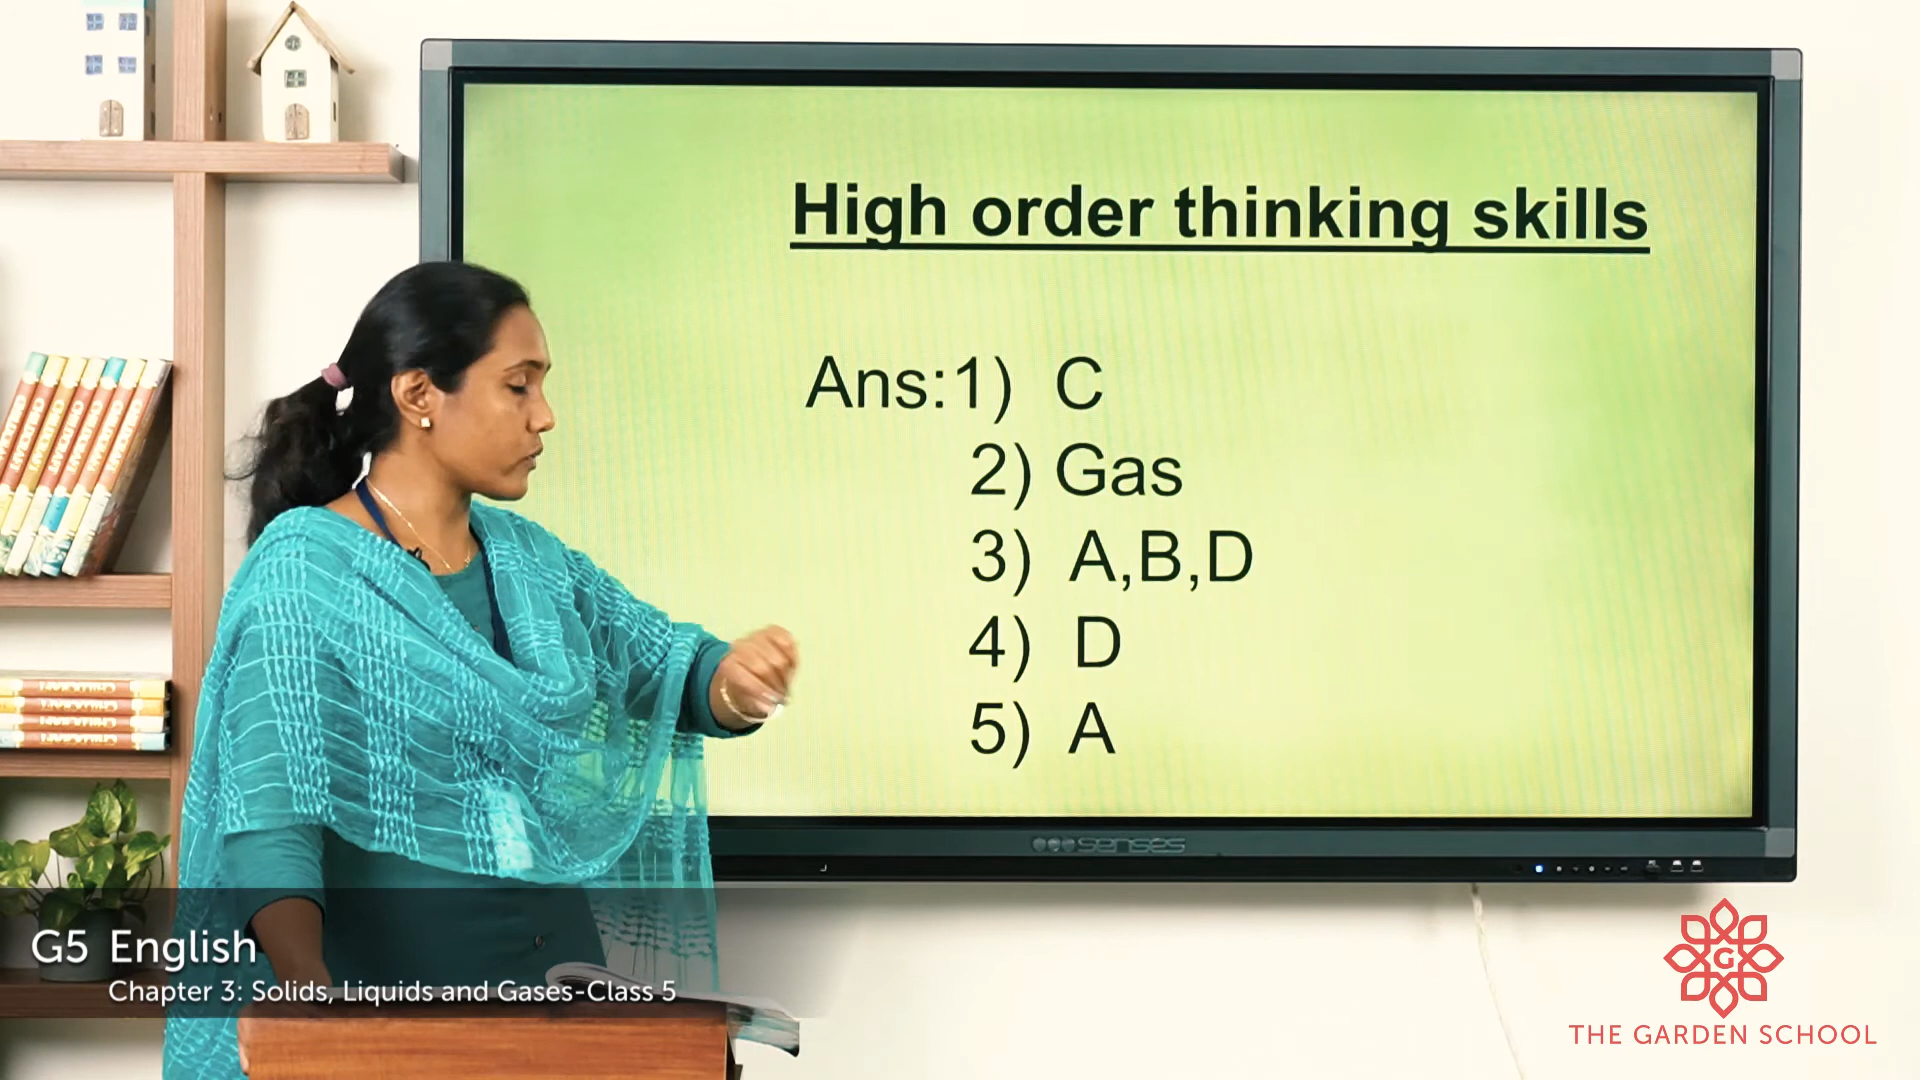 High order thinking skills
Ans:1) C
2) Gas
3) A,B,D
4) D
5) A
senses
G5 English
Chapter 3: Solids, Liquids and Gases-Class 5
G
THE GARDEN SCHOOL